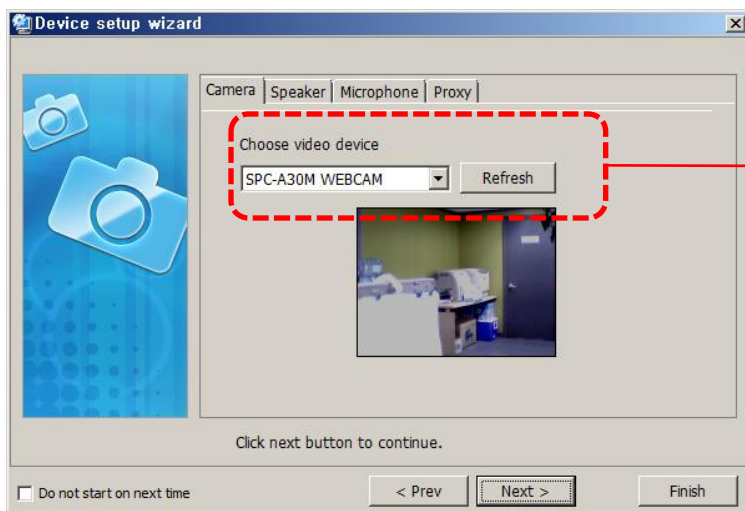 Device setup wizard
Camera Speaker Microphone Proxy
Choose video device
SPC-A30M WEBCAM Refresh
Click next button to continue.
Do not start on next time < Prev Next > Finish